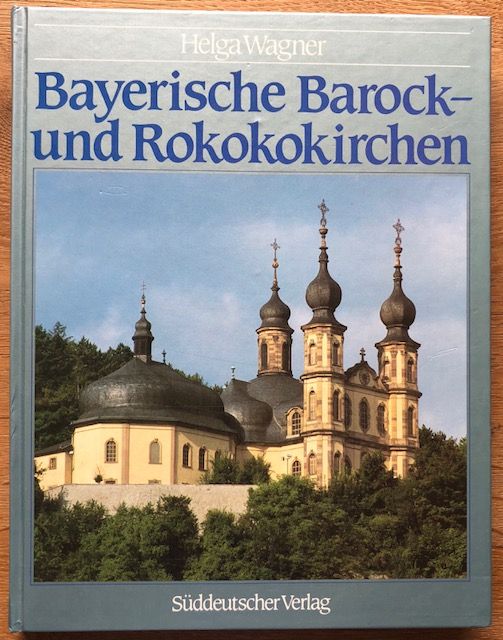 Helga Wagner
Bayerische Barock-
und Rokokokirchen
Süddeutscher Verlag